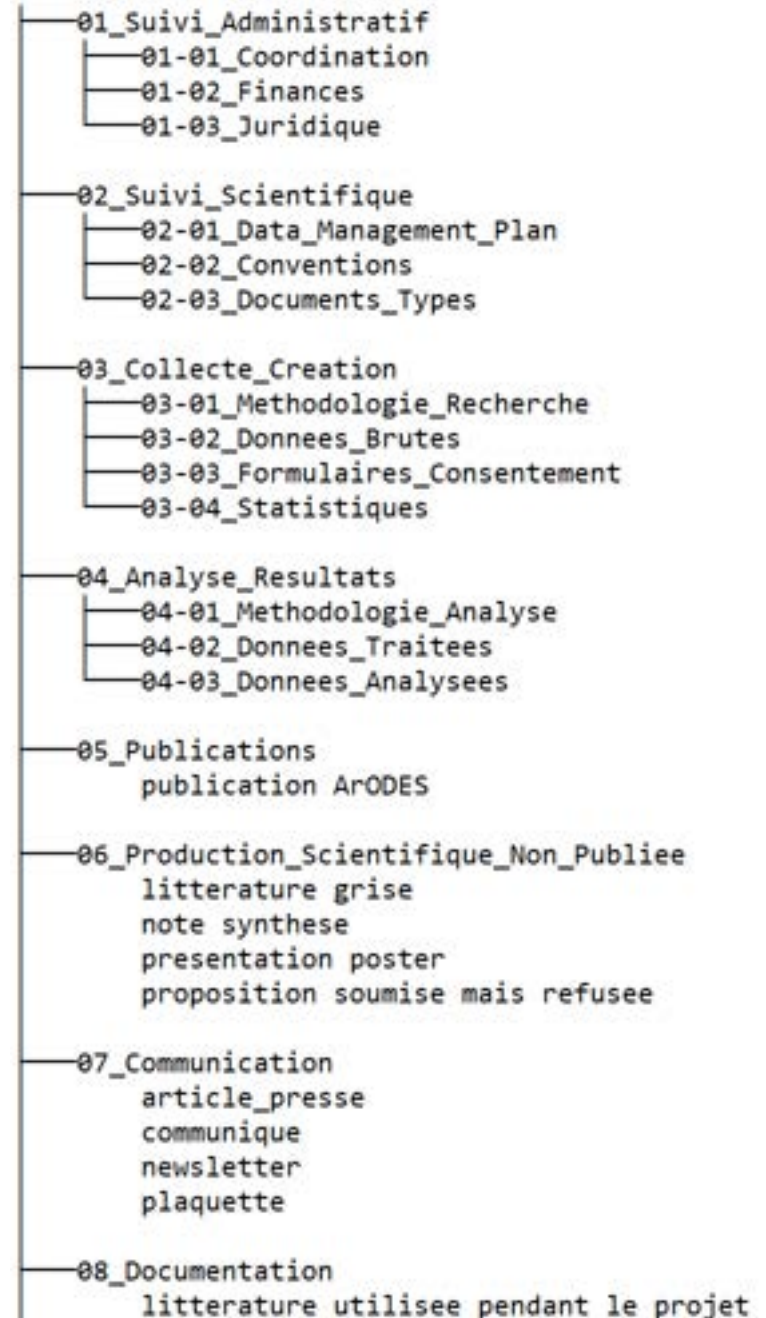 01_Suivi_Administratif
01-01_Coordination
01-02_Finances
01-03_Juridique
02_Suivi_Scientifique
02-01_Data_Management_Plan
02-02_Conventions
02-03_Documents_Types
03_Collecte_Creation
03-01_Methodologie_Recherche
03-02_Donnees_Brutes
03-03_Formulaires_Consentement
03-04_Statistiques
04_Analyse_Resultats
04-01_Methodologie_Analyse
04-02_Donnees_Traitees
04-03_Donnees_Analysees
05_Publications
publication ArODES
06_Production_Scientifique_Non_Publiee
litterature grise
note synthese
presentation poster
proposition soumise mais refusee
07_Communication
article_presse
communique
newsletter
plaquette
08_Documentation
litterature utilisee pendant le projet